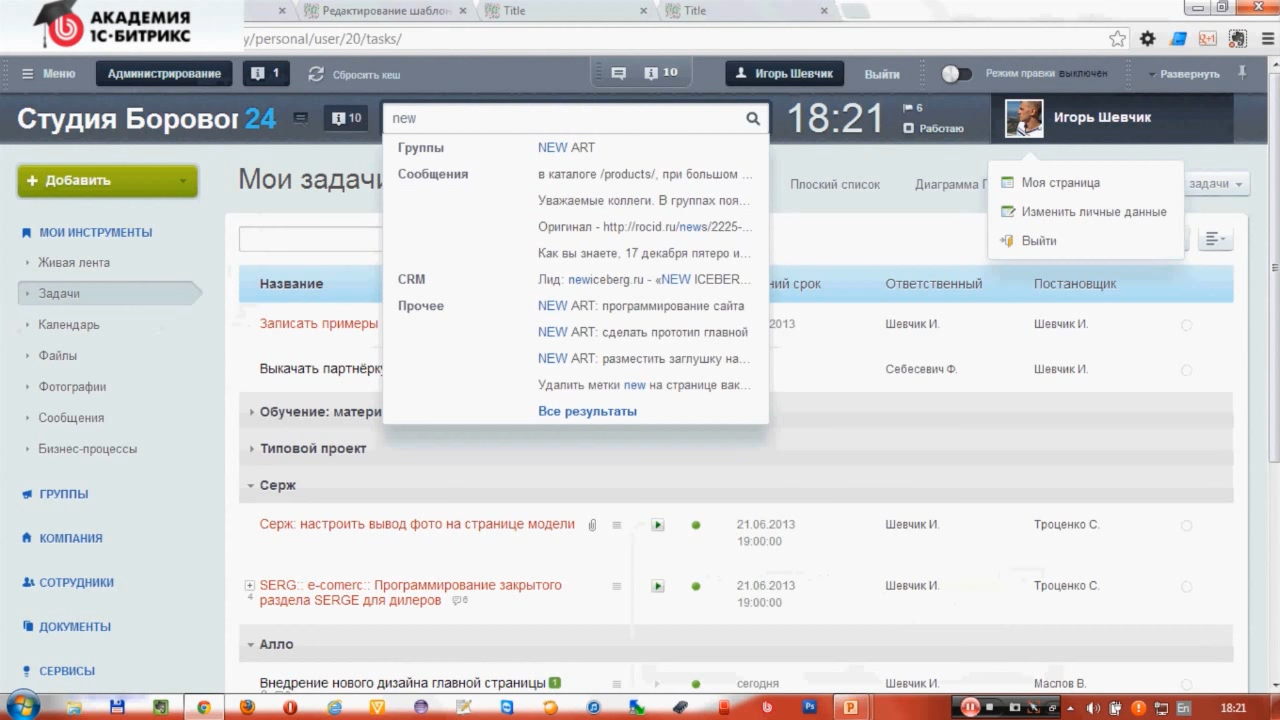 АКАДЕМИЯ
1С-БИТРИКС
Редактирование шаблон
Title
Title
y/personal/user/20/tasks/
Меню
Администрирование
1
Сбросить кеш
10
Игорь Шевчик
Выйти
Режим правки выключен
Развернуть
Студия Боровог 24
10
new
18:21
6
Работаю
Игорь Шевчик
Добавить
Мои задачи
Плоский список
Диаграмма Г
задачи
Моя страница
Изменить личные данные
Выйти
Группы
NEW ART
Сообщения
в каталоге /products/, при большом ...
Уважаемые коллеги. В группах поя...
Оригинал - http://rocid.ru/news/2225-...
Как вы знаете, 17 декабря пятеро и...
CRM
Лид: newiceberg.ru - «NEW ICEBER...
Прочее
NEW ART: программирование сайта
NEW ART: сделать прототип главной
NEW ART: разместить заглушку на...
Удалить метки new на странице вак...
Все результаты
МОИ ИНСТРУМЕНТЫ
Живая лента
Задачи
Календарь
Файлы
Фотографии
Сообщения
Бизнес-процессы
ГРУППЫ
КОМПАНИЯ
СОТРУДНИКИ
ДОКУМЕНТЫ
СЕРВИСЫ
Название
ий срок
Ответственный
Постановщик
Записать примеры
2013
Шевчик И.
Шевчик И.
Выкачать партнёрку
Себесевич Ф.
Шевчик И.
Обучение: матери
Типовой проект
Серж
Серж: настроить вывод фото на странице модели
21.06.2013
19:00:00
Шевчик И.
Троценко С.
SERG:: e-comerc:: Программирование закрытого
4
раздела SERGE для дилеров
6
21.06.2013
19:00:00
Шевчик И.
Троценко С.
Алло
Внедрение нового дизайна главной страницы 1
сегодня
Шевчик И.
Маслов В.
En
18:21